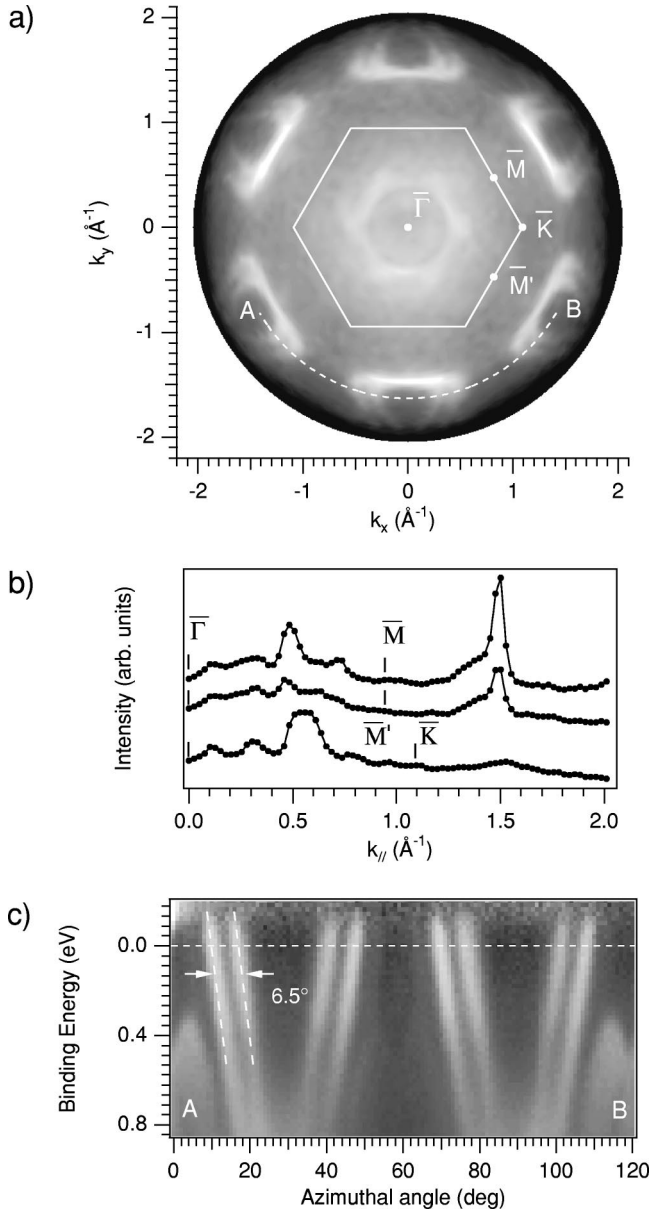 a)
2
1
0
-1
-2
k_y (Å⁻¹)
M̅
Γ̅
K̅
M̅'
A
B
-2 -1 0 1 2
k_x (Å⁻¹)
b)
Intensity (arb. units)
Γ̅
M̅
M̅'
K̅
0.0 0.5 1.0 1.5 2.0
k_// (Å⁻¹)
c)
Binding Energy (eV)
0.0
0.4
0.8
6.5°
A
B
0 20 40 60 80 100 120
Azimuthal angle (deg)